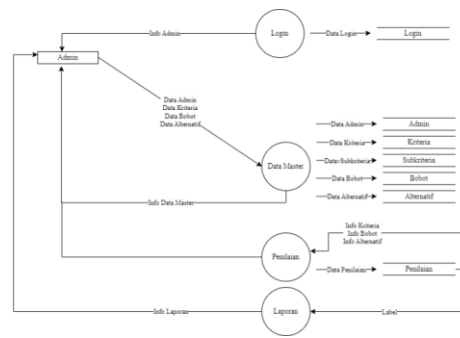 Info Admin
Login
Data Login
Login
Admin
Data Admin
Data Kriteria
Data Bobot
Data Alternatif
Data Master
Data Admin
Admin
Data Kriteria
Kriteria
Data Subkriteria
Subkriteria
Data Bobot
Bobot
Data Alternatif
Alternatif
Info Data Master
Info Kriteria
Info Bobot
Info Alternatif
Penilaian
Data Penilaian
Penilaian
Info Laporan
Laporan
Label